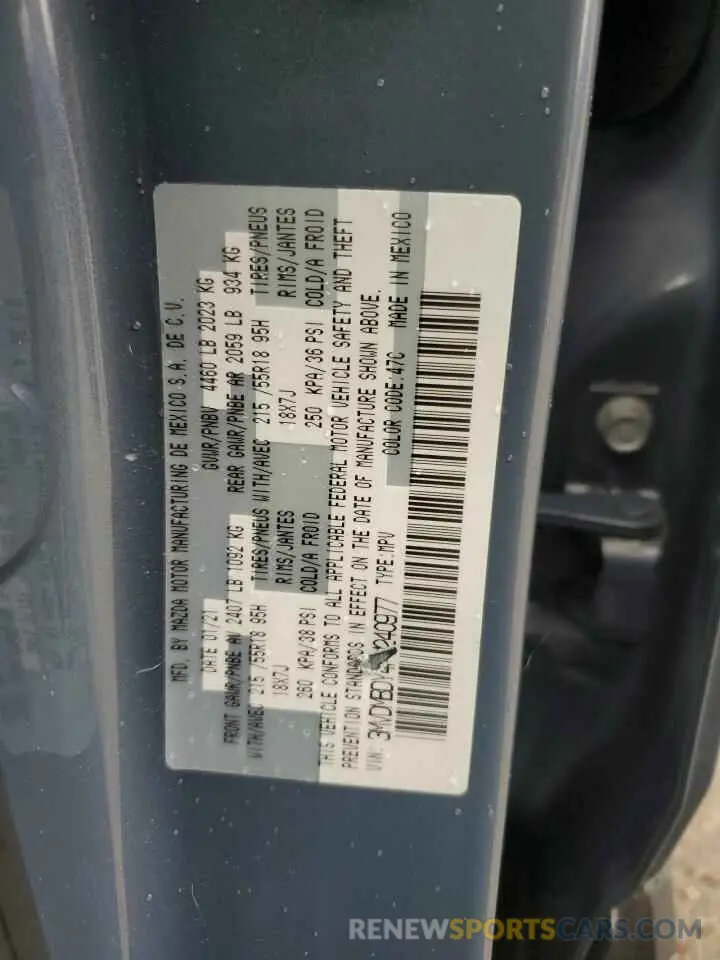 MFD. BY MAZDA MOTOR MANUFACTURING DE MEXICO S.A. DE C.V.
DATE 01/21 GVWR/PNBV 4460 LB 2023 KG
FRONT GAWR/PNBE AV 2407 LB 1092 KG REAR GAWR/PNBE AR 2059 LB 934 KG
WITH/AVEC 215 /55R18 95H TIRES/PNEUS WITH/AVEC 215 /55R18 95H TIRES/PNEUS
18X7J RIMS/JANTES 18X7J RIMS/JANTES
260 KPA/38 PSI COLD/A FROID 250 KPA/36 PSI COLD/A FROID
THIS VEHICLE CONFORMS TO ALL APPLICABLE FEDERAL MOTOR VEHICLE SAFETY AND THEFT
PREVENTION STANDARDS IN EFFECT ON THE DATE OF MANUFACTURE SHOWN ABOVE.
VIN: 240977 TYPE:MPV COLOR CODE:47C MADE IN MEXICO
RENEWSPORTSCARS.COM